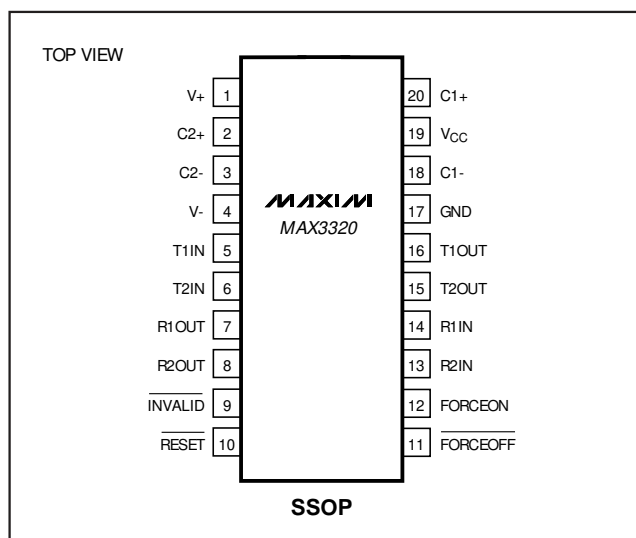 TOP VIEW
V+ 1 20 C1+
C2+ 2 19 VCC
C2- 3 18 C1-
MAXIM
V- 4 17 GND
MAX3320
T1IN 5 16 T1OUT
T2IN 6 15 T2OUT
R1OUT 7 14 R1IN
R2OUT 8 13 R2IN
INVALID 9 12 FORCEON
RESET 10 11 FORCEOFF
SSOP